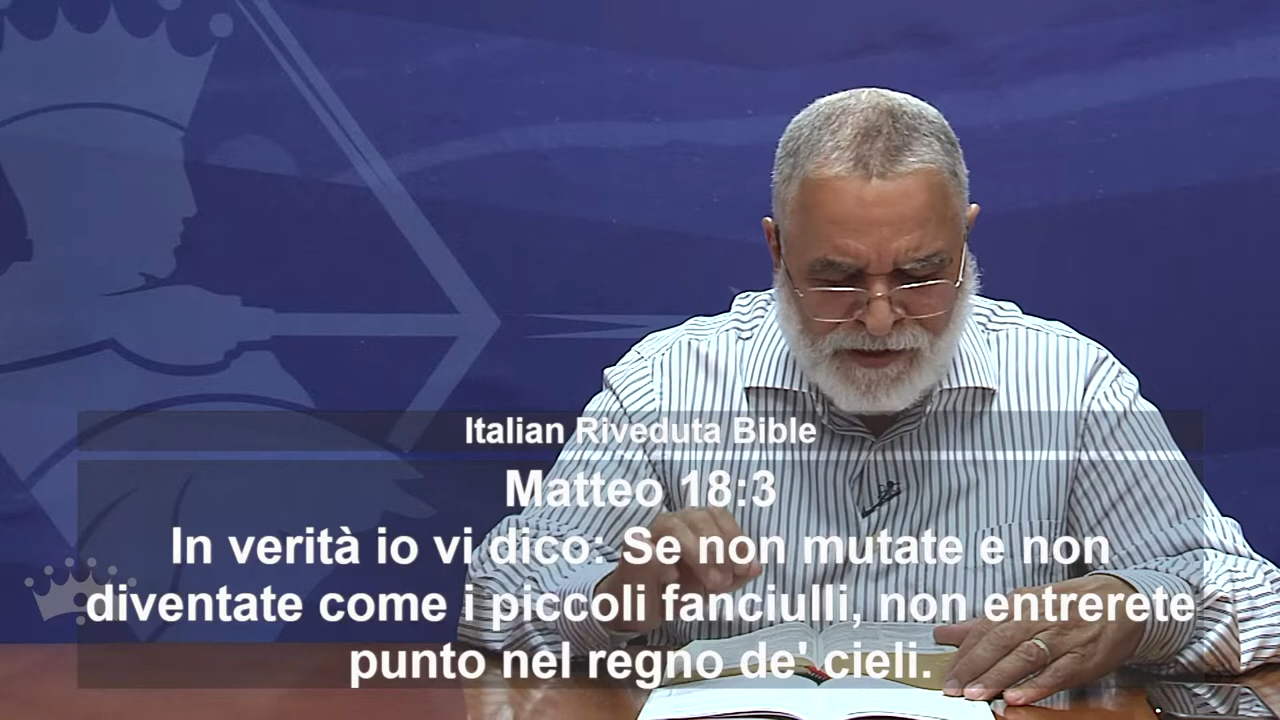 Italian Riveduta Bible
Matteo 18:3
In verità io vi dico: Se non mutate e non
diventate come i piccoli fanciulli, non entrerete
punto nel regno de' cieli.